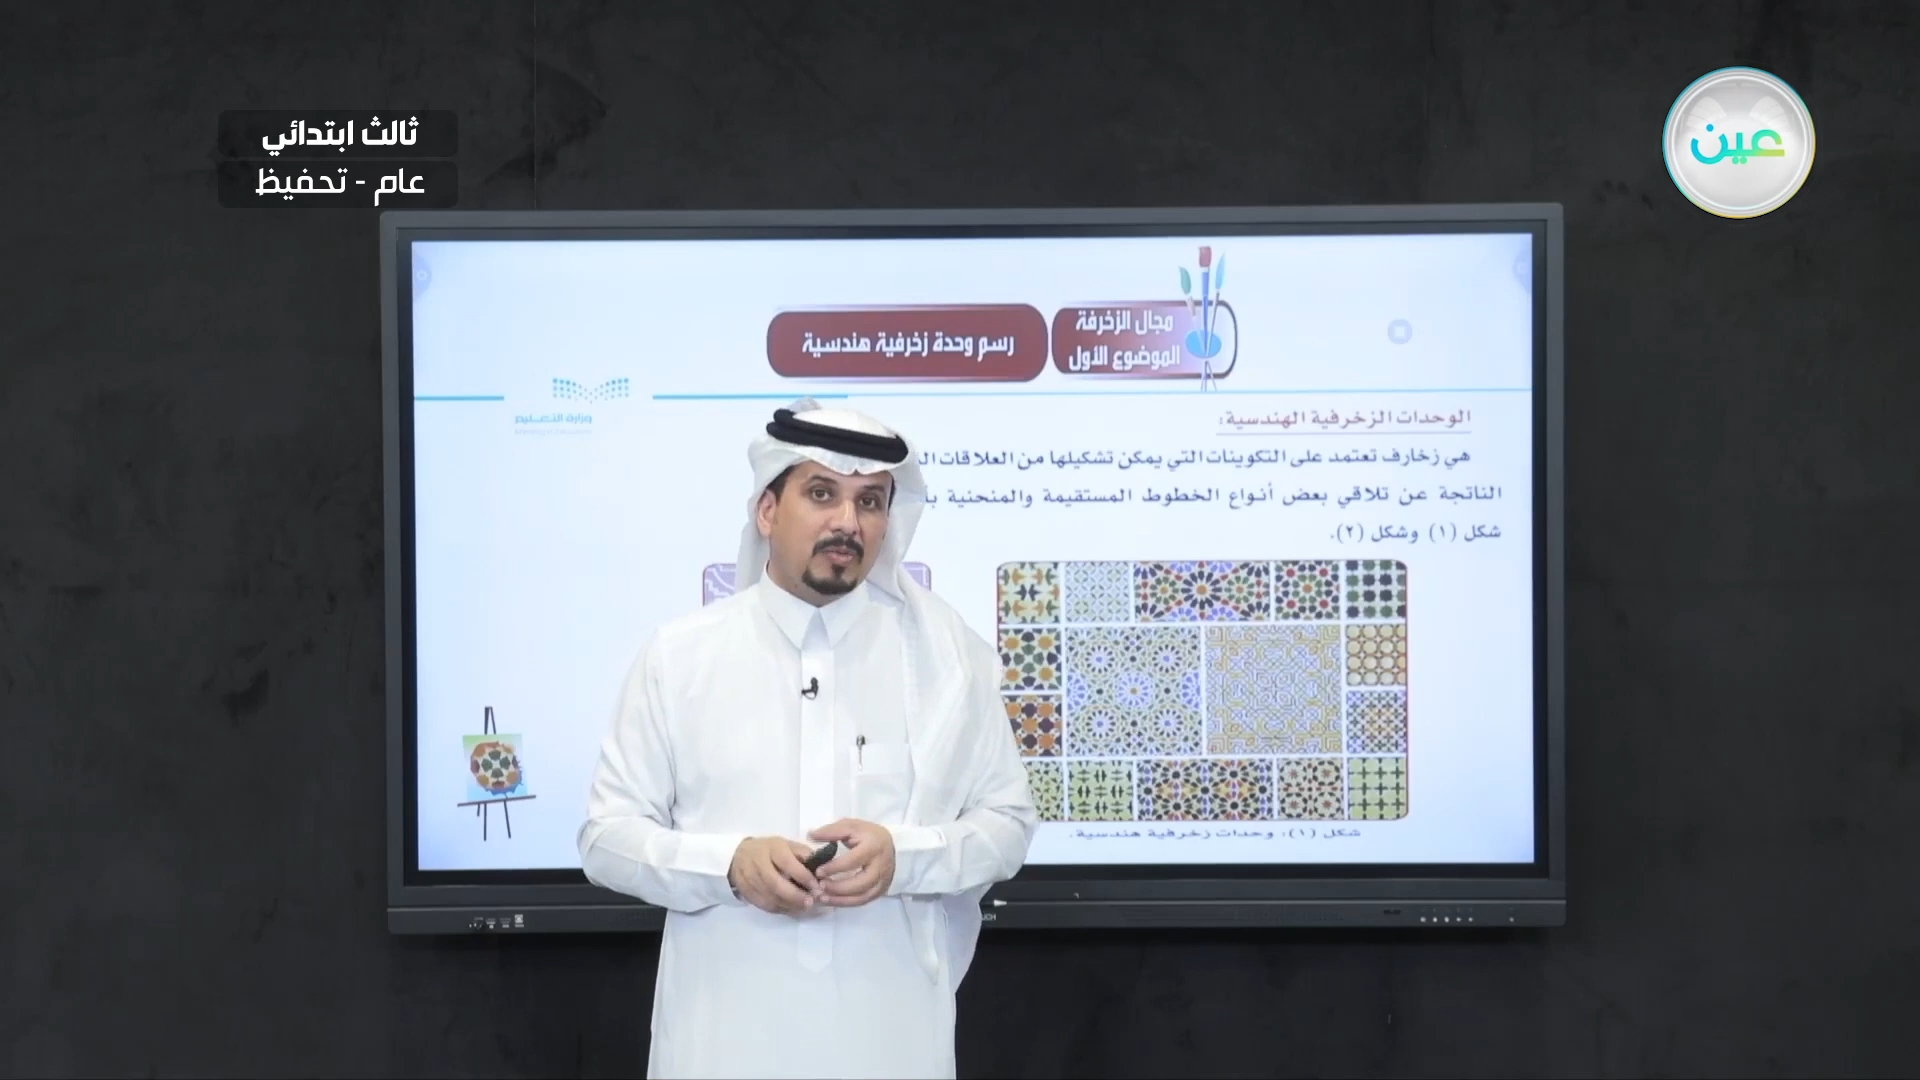 ثالث ابتدائي
عام - تحفيظ
عين
مجال الزخرفة
الموضوع الأول
رسم وحدة زخرفية هندسية
وزارة التعليم
الوحدات الزخرفية الهندسية:
هي زخارف تعتمد على التكوينات التي يمكن تشكيلها من العلاقات
الناتجة عن تلاقي بعض أنواع الخطوط المستقيمة والمنحنية
شكل (١) وشكل (٢).
شكل (١): وحدات زخرفية هندسية.